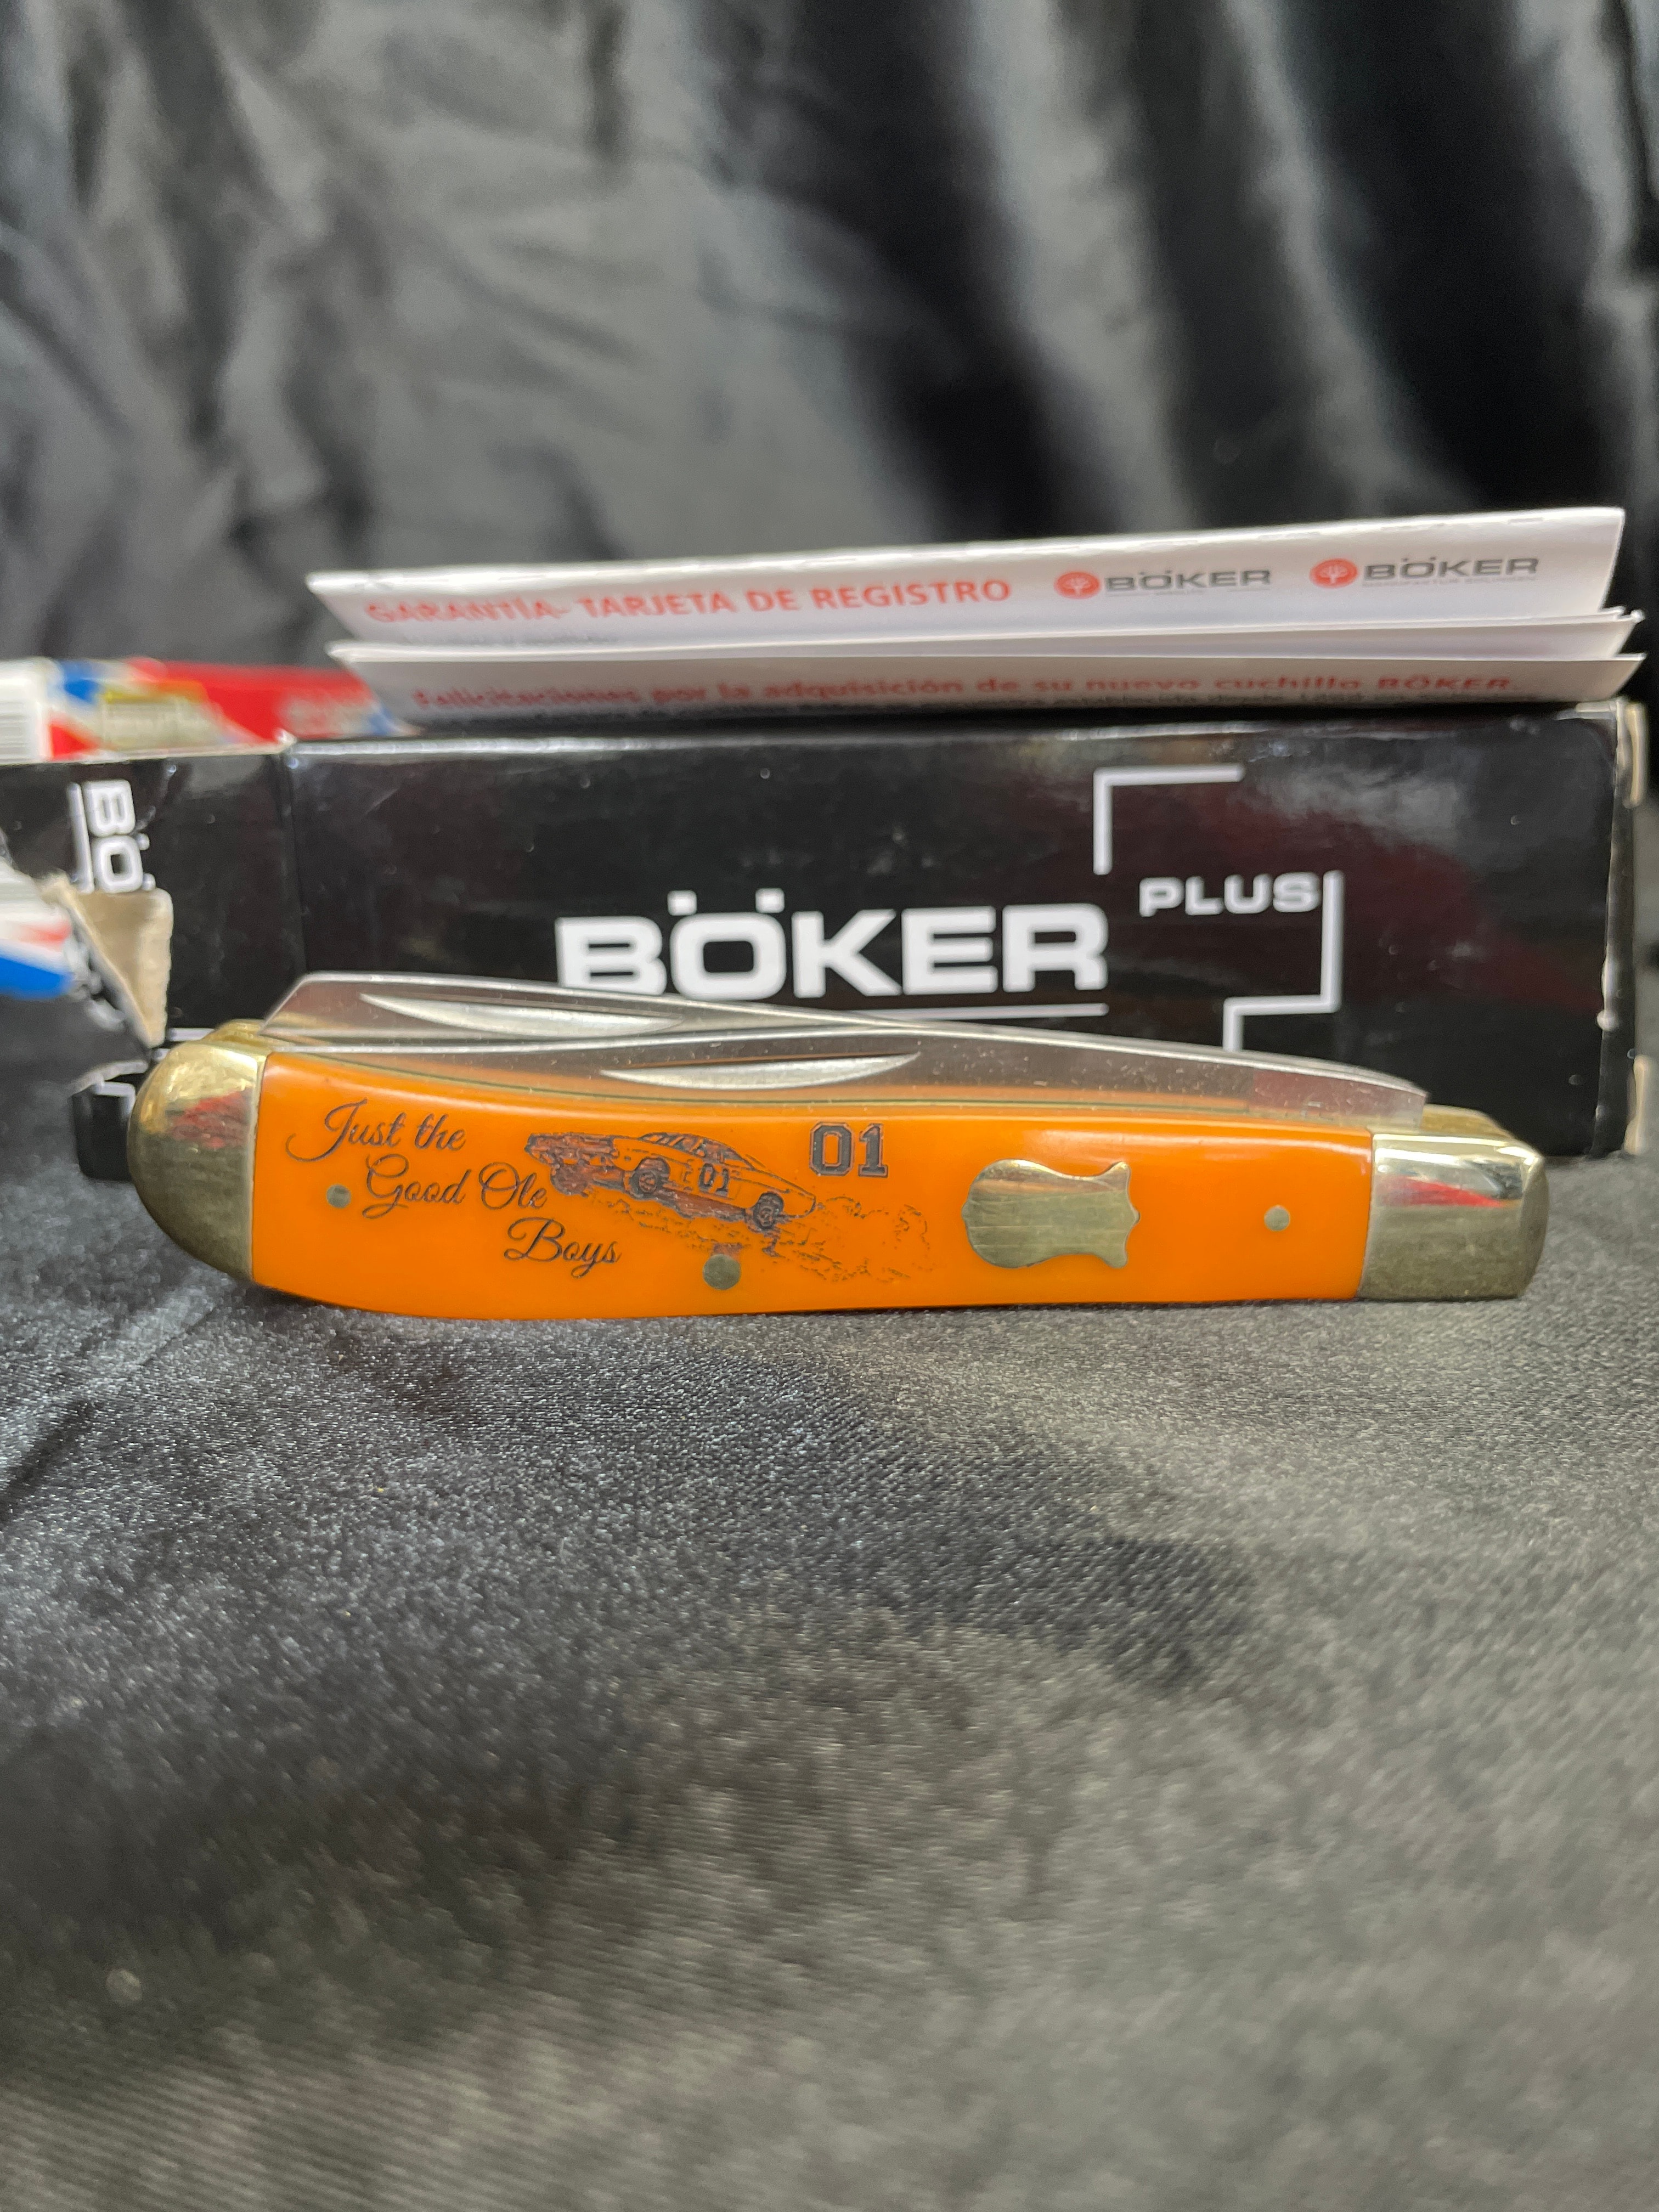 GARANTÍA- TARJETA DE REGISTRO
BÖKER
BÖKER
Felicitaciones por la adquisición de su nuevo cuchillo BÖKER.
BÖ
BÖKER
PLUS
Just the
Good Ole
Boys
01
01